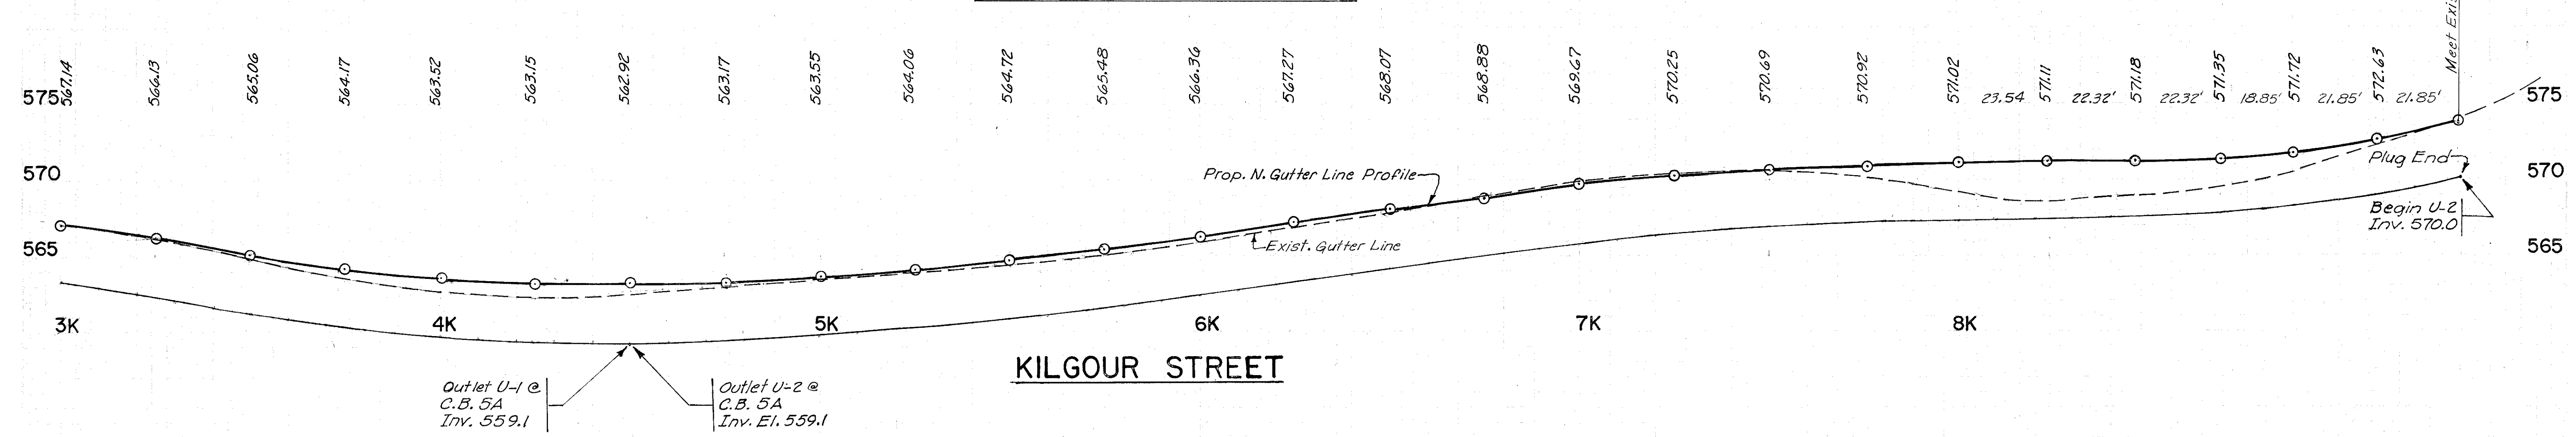 Meet Exis
567.14
566.13
565.06
564.17
563.52
563.15
562.92
563.17
563.55
564.06
564.72
565.48
566.36
567.27
568.07
568.88
569.67
570.25
570.69
570.92
571.02
23.54
571.11
22.32'
571.18
22.32'
571.35
18.85'
571.72
21.85'
572.63
21.85'
575
575
570
570
565
565
Prop. N. Gutter Line Profile
Exist. Gutter Line
Plug End
Begin U-2
Inv. 570.0
3K
4K
5K
6K
7K
8K
KILGOUR STREET
Outlet U-1 @
C.B. 5A
Inv. 559.1
Outlet U-2 @
C.B. 5A
Inv. El. 559.1